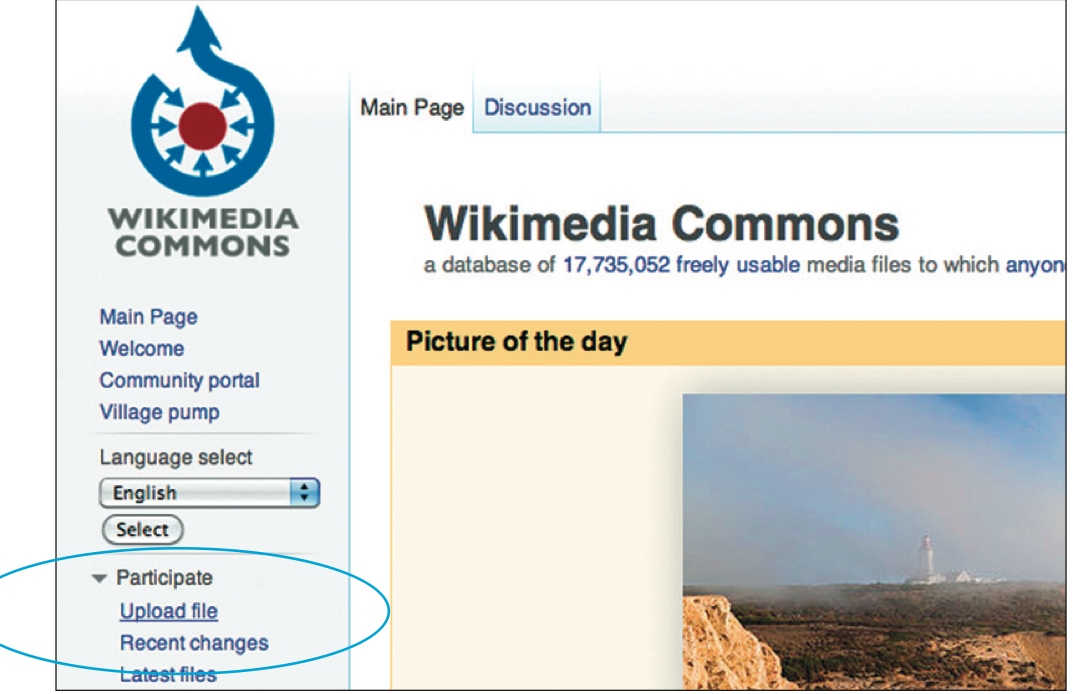 WIKIMEDIA
COMMONS
Main Page
Welcome
Community portal
Village pump
Language select
English
Select
Participate
Upload file
Recent changes
Latest files
Main Page Discussion
Wikimedia Commons
a database of 17,735,052 freely usable media files to which anyon
Picture of the day